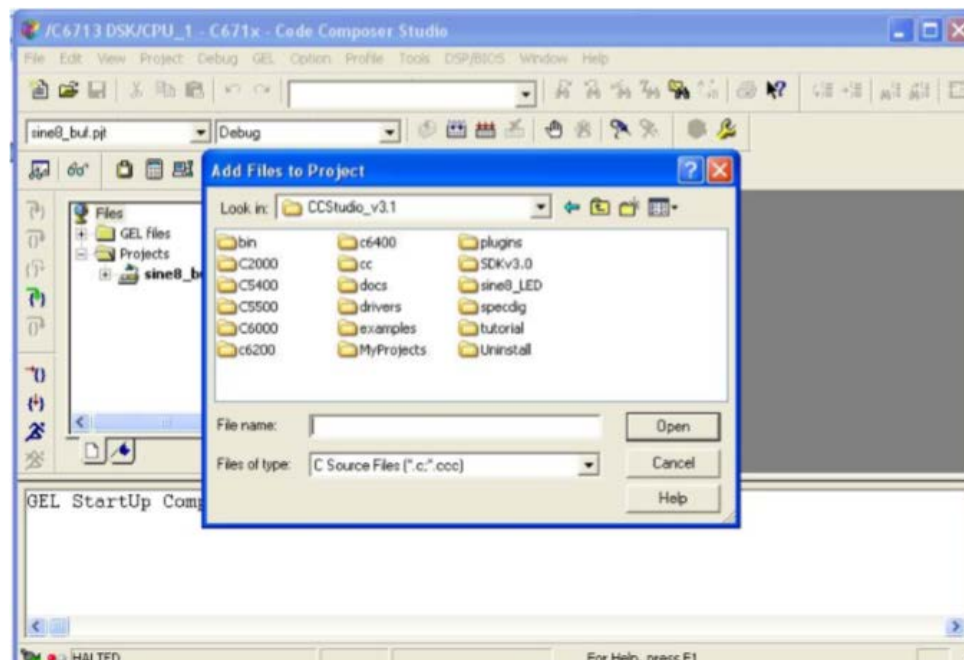 /C6713 DSK/CPU_1 - C671x - Code Composer Studio
File Edit View Project Debug GEL Option Profile Tools DSP/BIOS Window Help
sine8_buf.pjt Debug
Files
GEL files
Projects
sine8_b
Add Files to Project
Look in: CCStudio_v3.1
bin c6400 plugins
C2000 cc SDKv3.0
C5400 docs sine8_LED
C5500 drivers specdig
C6000 examples tutorial
c6200 MyProjects Uninstall
File name: Open
Files of type: C Source Files (*.c;*.ccc) Cancel
Help
GEL StartUp Comp
HALTED For Help, press F1